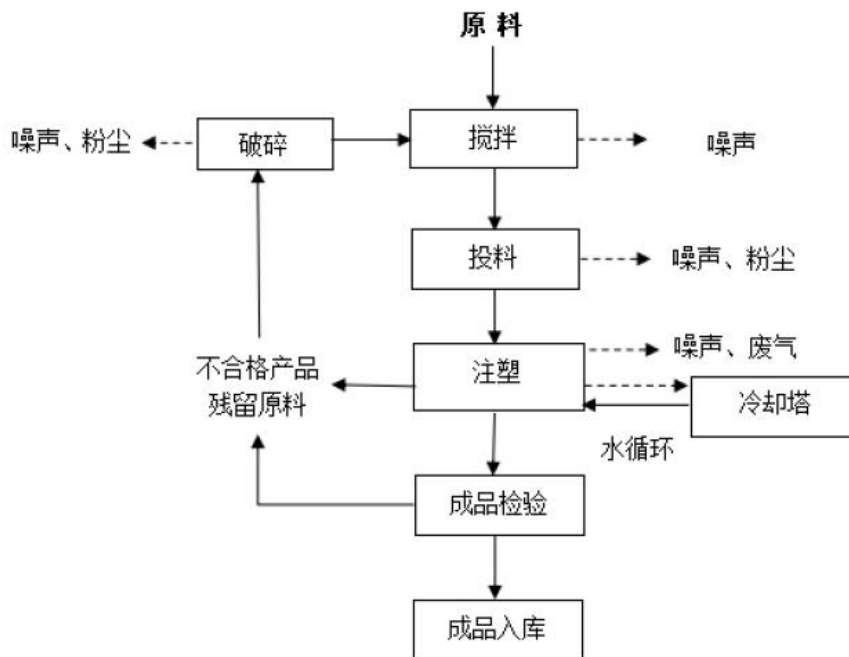 原料
噪声、粉尘
破碎
搅拌
噪声
投料
噪声、粉尘
注塑
噪声、废气
不合格产品
残留原料
冷却塔
水循环
成品检验
成品入库